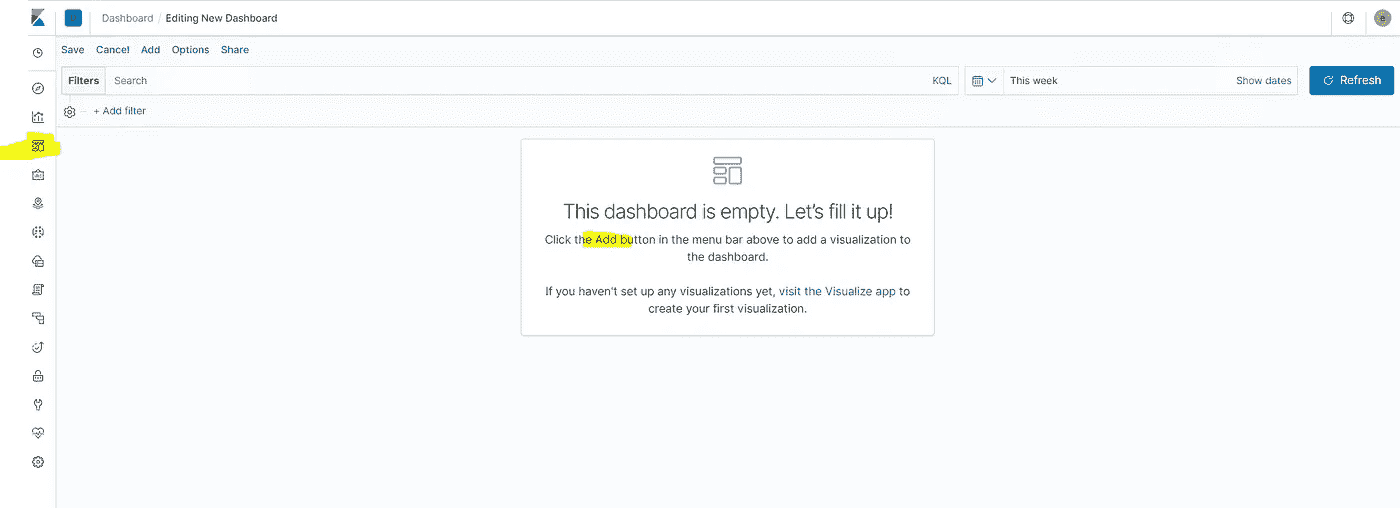 Dashboard / Editing New Dashboard
Save Cancel Add Options Share
Filters Search KQL This week Show dates Refresh
+ Add filter
This dashboard is empty. Let's fill it up!
Click the Add button in the menu bar above to add a visualization to
the dashboard.
If you haven't set up any visualizations yet, visit the Visualize app to
create your first visualization.